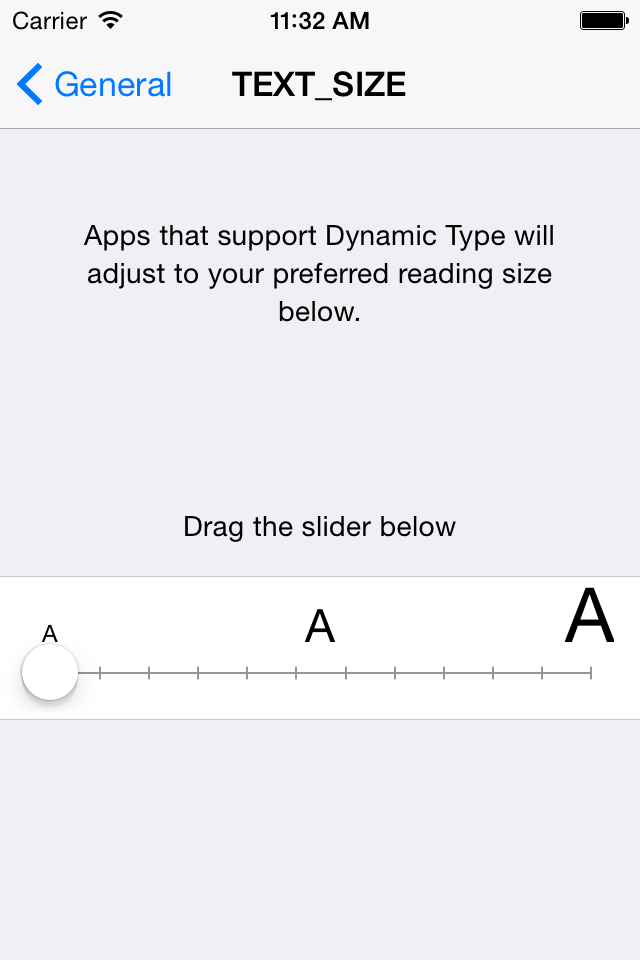 Carrier 11:32 AM
General TEXT_SIZE
Apps that support Dynamic Type will
adjust to your preferred reading size
below.
Drag the slider below
A A A